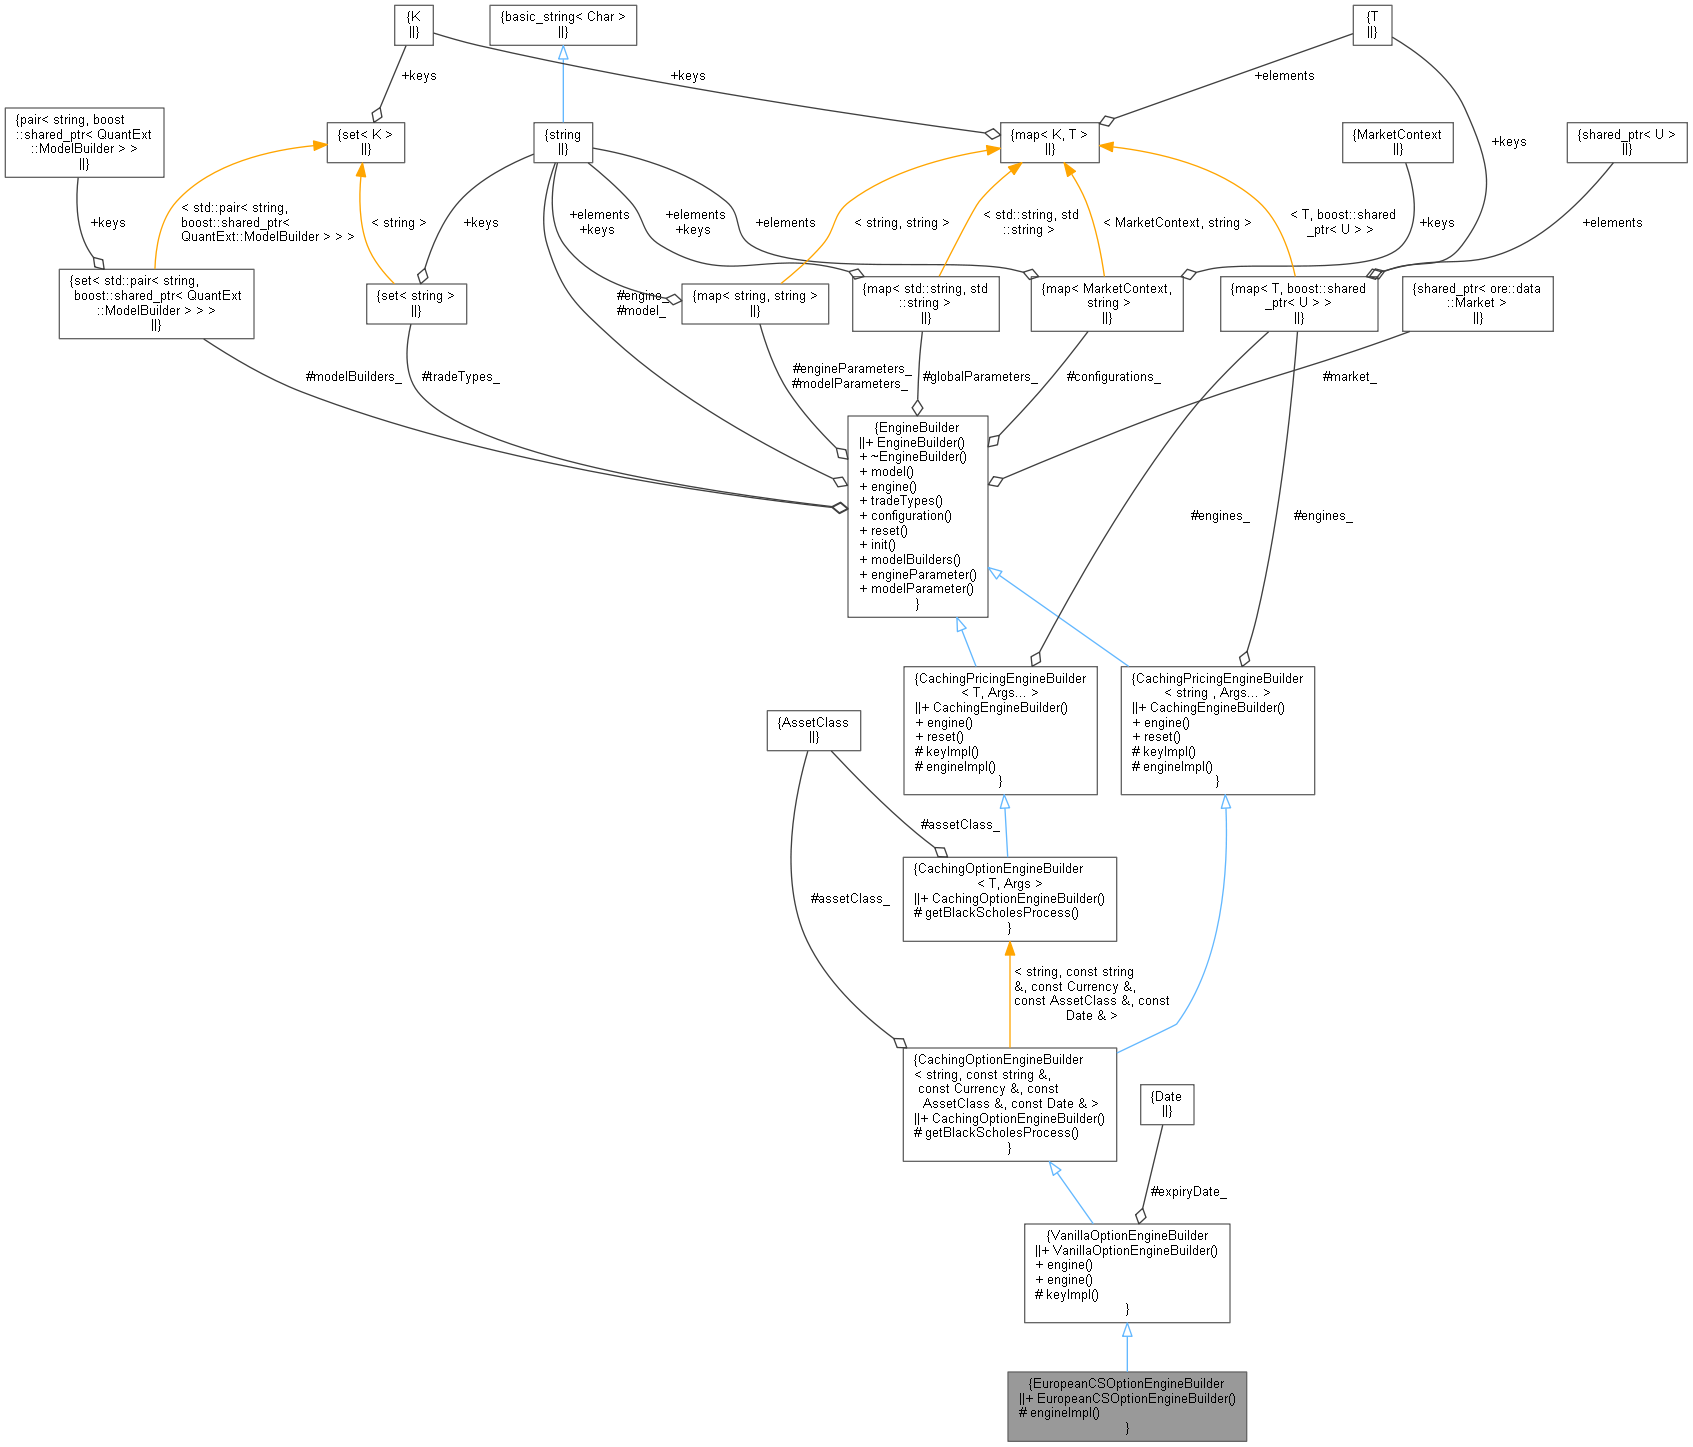 {K
||}
{basic_string< Char >
||}
{T
||}
+keys
+keys
+elements
{pair< string, boost
::shared_ptr< QuantExt
::ModelBuilder > >
||}
{set< K >
||}
{string
||}
{map< K, T >
||}
{MarketContext
||}
{shared_ptr< U >
||}
+keys
+keys
< std::pair< string,
boost::shared_ptr<
QuantExt::ModelBuilder > > >
< string >
+keys
+elements
+keys
+elements
+keys
+elements
< string, string >
< std::string, std
::string >
< MarketContext, string >
< T, boost::shared
_ptr< U > >
+keys
+elements
{set< std::pair< string,
boost::shared_ptr< QuantExt
::ModelBuilder > > >
||}
{set< string >
||}
#engine_
#model_
{map< string, string >
||}
{map< std::string, std
::string >
||}
{map< MarketContext,
string >
||}
{map< T, boost::shared
_ptr< U > >
||}
{shared_ptr< ore::data
::Market >
||}
#modelBuilders_
#tradeTypes_
#engineParameters_
#modelParameters_
#globalParameters_
#configurations_
#market_
{EngineBuilder
||+ EngineBuilder()
+ ~EngineBuilder()
+ model()
+ engine()
+ tradeTypes()
+ configuration()
+ reset()
+ init()
+ modelBuilders()
+ engineParameter()
+ modelParameter()
}
#engines_
#engines_
{CachingPricingEngineBuilder
< T, Args... >
||+ CachingEngineBuilder()
+ engine()
+ reset()
# keyImpl()
# engineImpl()
}
{CachingPricingEngineBuilder
< string , Args... >
||+ CachingEngineBuilder()
+ engine()
+ reset()
# keyImpl()
# engineImpl()
}
{AssetClass
||}
#assetClass_
#assetClass_
{CachingOptionEngineBuilder
< T, Args >
||+ CachingOptionEngineBuilder()
# getBlackScholesProcess()
}
< string, const string
&, const Currency &,
const AssetClass &, const
Date & >
{CachingOptionEngineBuilder
< string, const string &,
const Currency &, const
AssetClass &, const Date & >
||+ CachingOptionEngineBuilder()
# getBlackScholesProcess()
}
{Date
||}
#expiryDate_
{VanillaOptionEngineBuilder
||+ VanillaOptionEngineBuilder()
+ engine()
+ engine()
# keyImpl()
}
{EuropeanCSOptionEngineBuilder
||+ EuropeanCSOptionEngineBuilder()
# engineImpl()
}